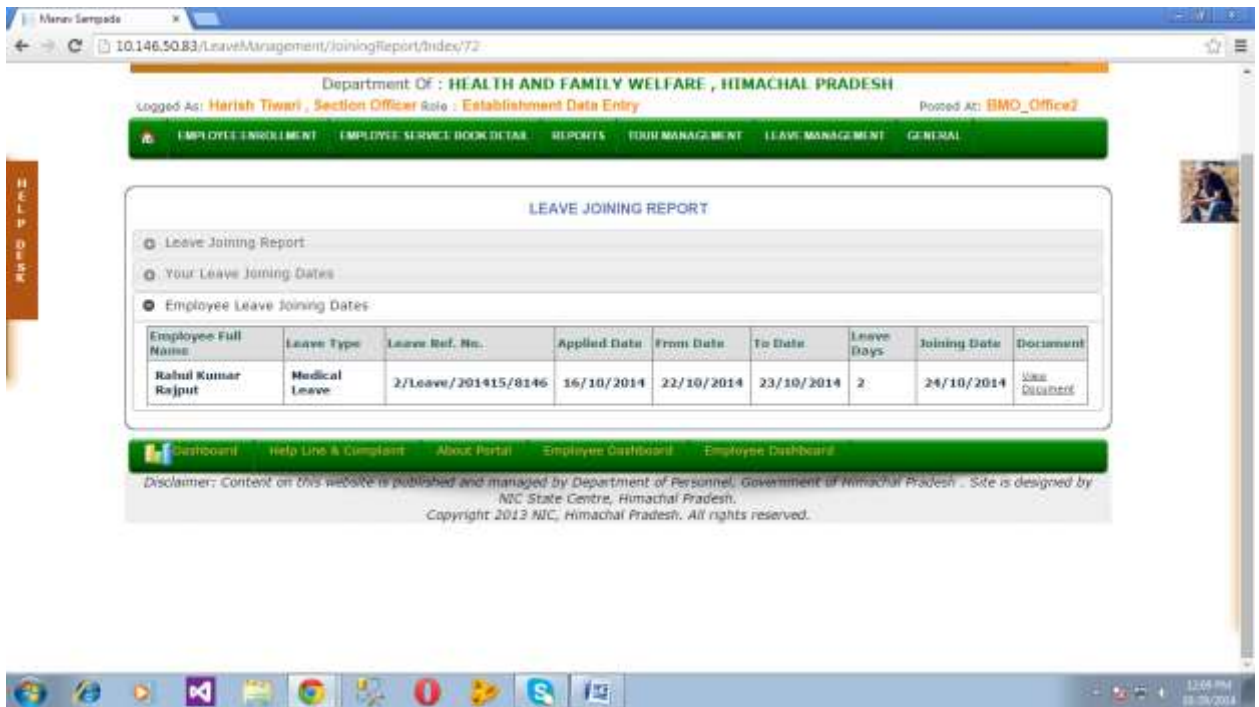 Manav Sampada
10.146.50.83/LeaveManagement/JoiningReport/Index/72
Department Of : HEALTH AND FAMILY WELFARE , HIMACHAL PRADESH
Logged As: Harish Tiwari , Section Officer Role : Establishment Data Entry Posted At: BMO_Office2
EMPLOYEE ENROLLMENT EMPLOYEE SERVICE BOOK DETAIL REPORTS TOUR MANAGEMENT LEAVE MANAGEMENT GENERAL
HELP DESK
LEAVE JOINING REPORT
Leave Joining Report
Your Leave Joining Dates
Employee Leave Joining Dates
Employee Full Name Leave Type Leave Ref. No. Applied Date From Date To Date Leave Days Joining Date Document
Rahul Kumar Rajput Medical Leave 2/Leave/201415/8146 16/10/2014 22/10/2014 23/10/2014 2 24/10/2014 View Document
Dashboard Help Line & Complaint About Portal Employee Dashboard Employee Dashboard
Disclaimer: Content on this website is published and managed by Department of Personnel, Government of Himachal Pradesh . Site is designed by
NIC State Centre, Himachal Pradesh.
Copyright 2013 NIC, Himachal Pradesh. All rights reserved.
12:09 PM